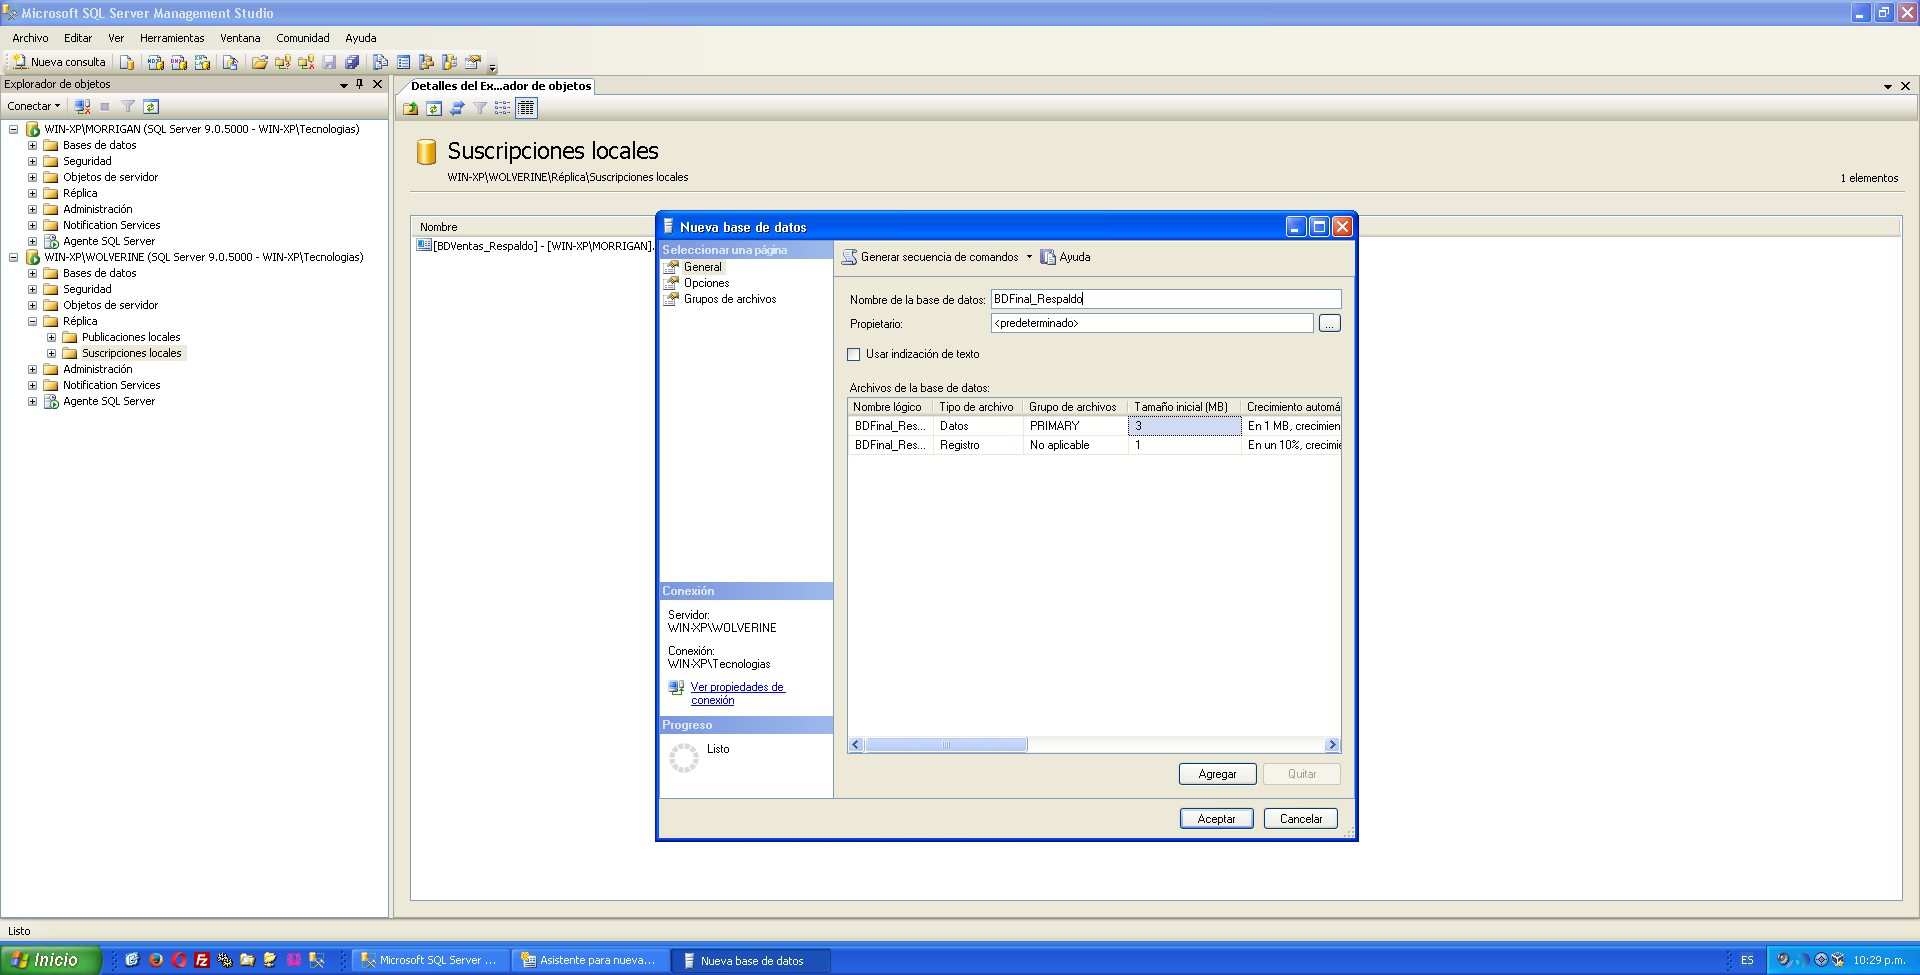 Microsoft SQL Server Management Studio
Archivo Editar Ver Herramientas Ventana Comunidad Ayuda
Nueva consulta
Explorador de objetos
Conectar
WIN-XP\MORRIGAN (SQL Server 9.0.5000 - WIN-XP\Tecnologias)
Bases de datos
Seguridad
Objetos de servidor
Réplica
Administración
Notification Services
Agente SQL Server
WIN-XP\WOLVERINE (SQL Server 9.0.5000 - WIN-XP\Tecnologias)
Bases de datos
Seguridad
Objetos de servidor
Réplica
Publicaciones locales
Suscripciones locales
Administración
Notification Services
Agente SQL Server
Detalles del Ex...ador de objetos
Suscripciones locales
WIN-XP\WOLVERINE\Réplica\Suscripciones locales
1 elementos
Nombre
[BDVentas_Respaldo] - [WIN-XP\MORRIGAN].
Nueva base de datos
Seleccionar una página
General
Opciones
Grupos de archivos
Conexión
Servidor:
WIN-XP\WOLVERINE
Conexión:
WIN-XP\Tecnologias
Ver propiedades de
conexión
Progreso
Listo
Generar secuencia de comandos Ayuda
Nombre de la base de datos: BDFinal_Respaldo
Propietario: <predeterminado> ...
Usar indización de texto
Archivos de la base de datos:
Nombre lógico Tipo de archivo Grupo de archivos Tamaño inicial (MB) Crecimiento automá
BDFinal_Res... Datos PRIMARY 3 En 1 MB, crecimien
BDFinal_Res... Registro No aplicable 1 En un 10%, crecimie
Agregar Quitar
Aceptar Cancelar
Listo
Inicio Microsoft SQL Server ... Asistente para nueva... Nueva base de datos ES 10:29 p.m.